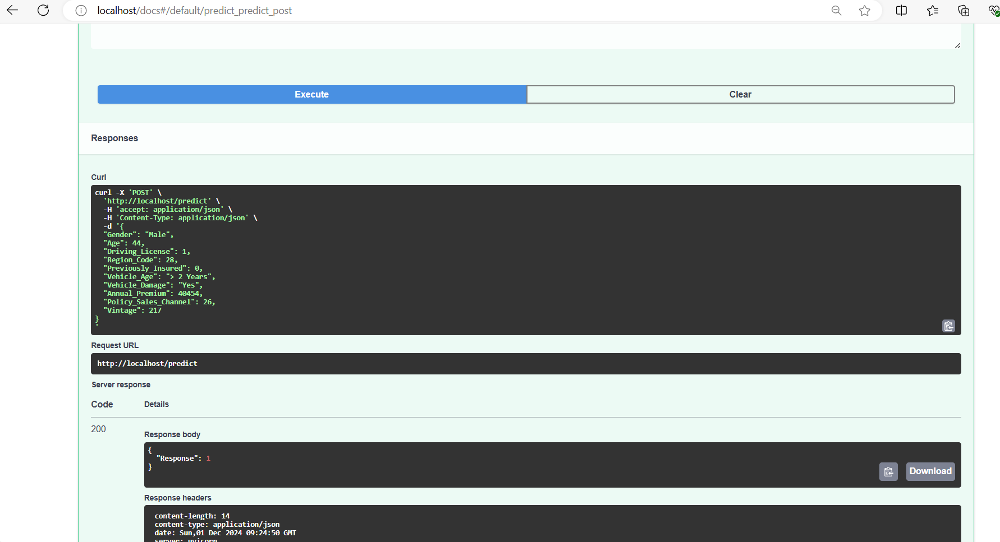 localhost/docs#/default/predict_predict_post
Execute
Clear
Responses
Curl
curl -X 'POST' \
  'http://localhost/predict' \
  -H 'accept: application/json' \
  -H 'Content-Type: application/json' \
  -d '{
  "Gender": "Male",
  "Age": 44,
  "Driving_License": 1,
  "Region_Code": 28,
  "Previously_Insured": 0,
  "Vehicle_Age": "> 2 Years",
  "Vehicle_Damage": "Yes",
  "Annual_Premium": 40454,
  "Policy_Sales_Channel": 26,
  "Vintage": 217
}
'
Request URL
http://localhost/predict
Server response
Code
Details
200
Response body
{
  "Response": 1
}
Download
Response headers
content-length: 14
content-type: application/json
date: Sun,01 Dec 2024 09:24:50 GMT
server: uvicorn